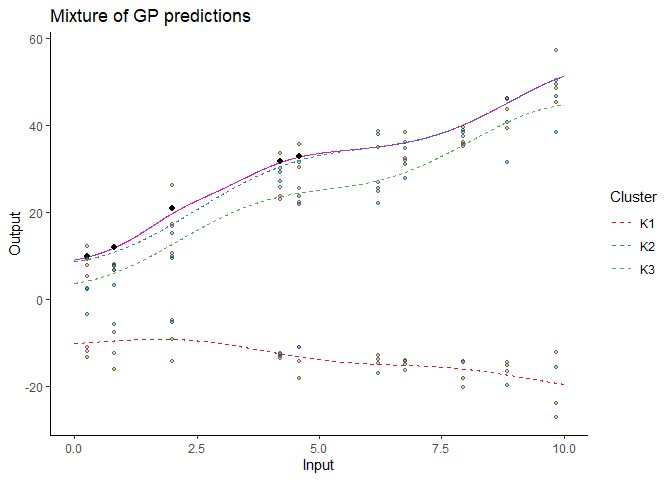 Mixture of GP predictions
60
40
20
0
-20
Output
0.0 2.5 5.0 7.5 10.0
Input
Cluster
K1
K2
K3